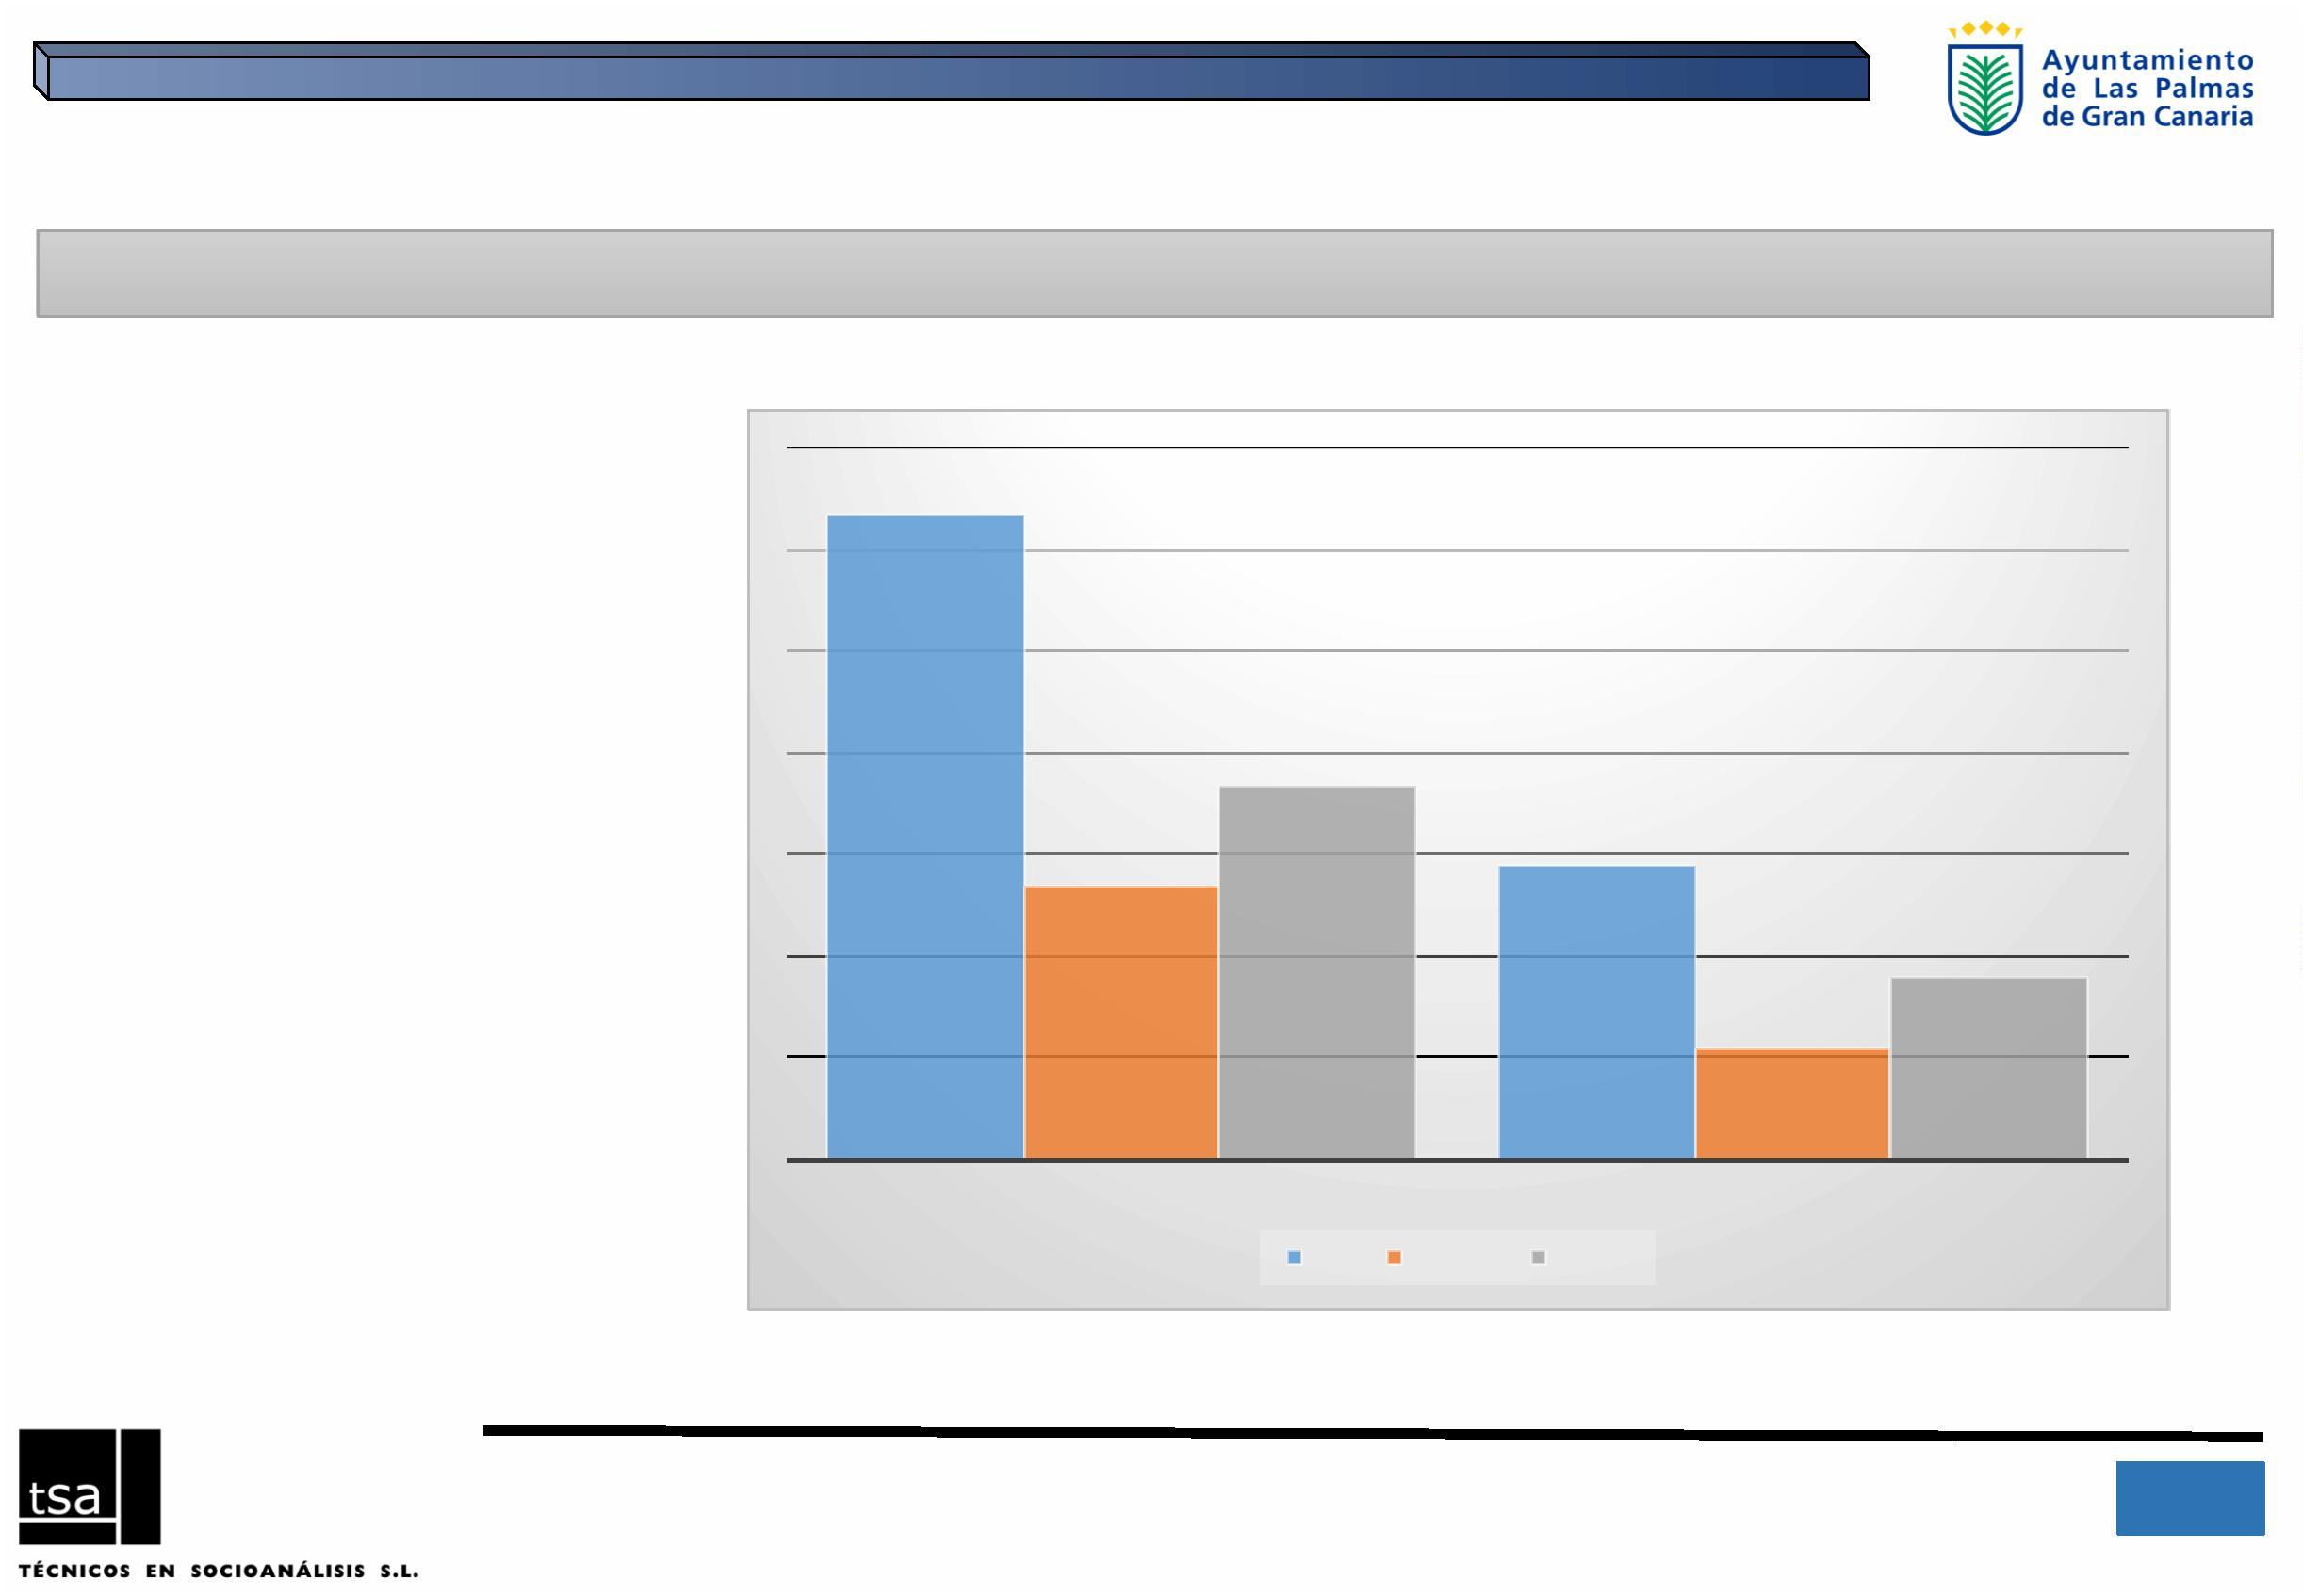 Ayuntamiento
de Las Palmas
de Gran Canaria
tsa
TÉCNICOS EN SOCIOANÁLISIS S.L.